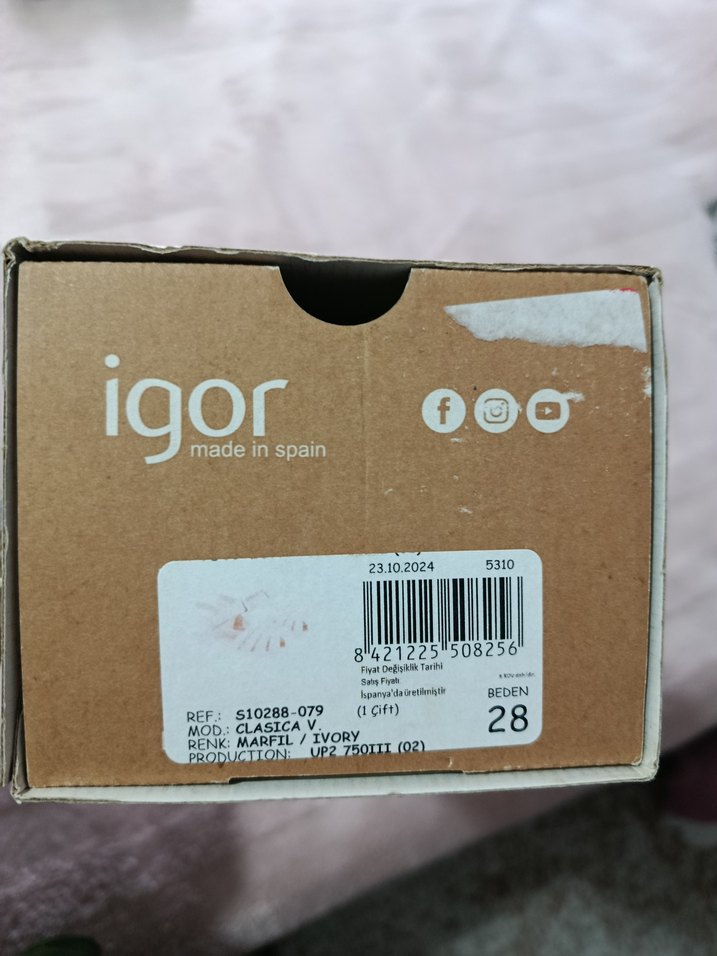 igor
made in spain
23.10.2024 5310
8 421225 508256
Fiyat Değişiklik Tarihi
Satış Fiyatı
İspanya'da üretilmiştir
(1 Çift)
BEDEN
28
REF.: S10288-079
MOD.: CLASICA V.
RENK: MARFIL / IVORY
PRODUCTION: UP2 750III (02)